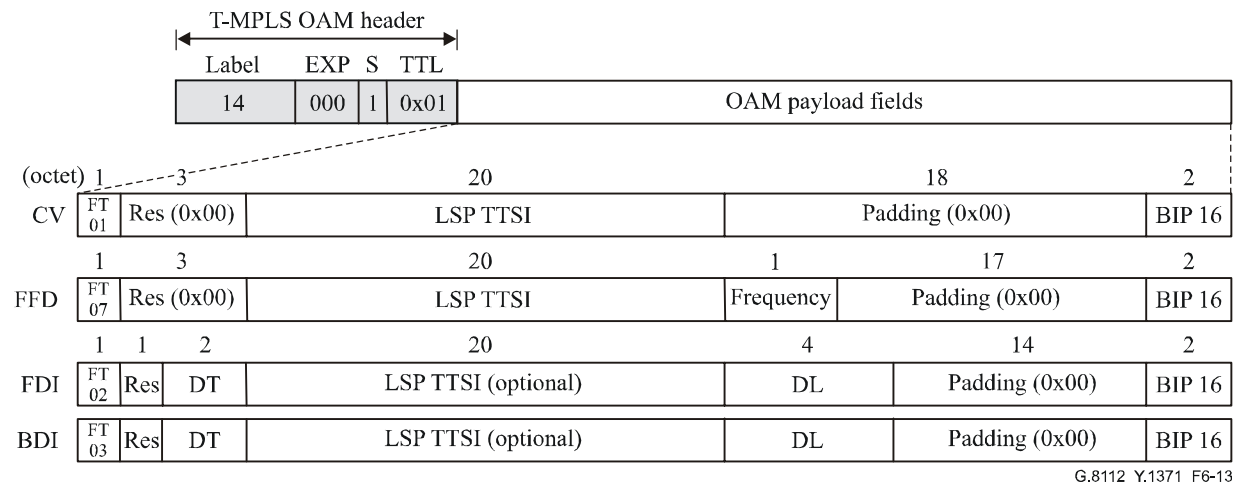 T-MPLS OAM header
Label EXP S TTL
14 000 1 0x01 OAM payload fields
(octet) 1 3 20 18 2
CV FT 01 Res (0x00) LSP TTSI Padding (0x00) BIP 16
1 3 20 1 17 2
FFD FT 07 Res (0x00) LSP TTSI Frequency Padding (0x00) BIP 16
1 1 2 20 4 14 2
FDI FT 02 Res DT LSP TTSI (optional) DL Padding (0x00) BIP 16
BDI FT 03 Res DT LSP TTSI (optional) DL Padding (0x00) BIP 16
G.8112_Y.1371_F6-13